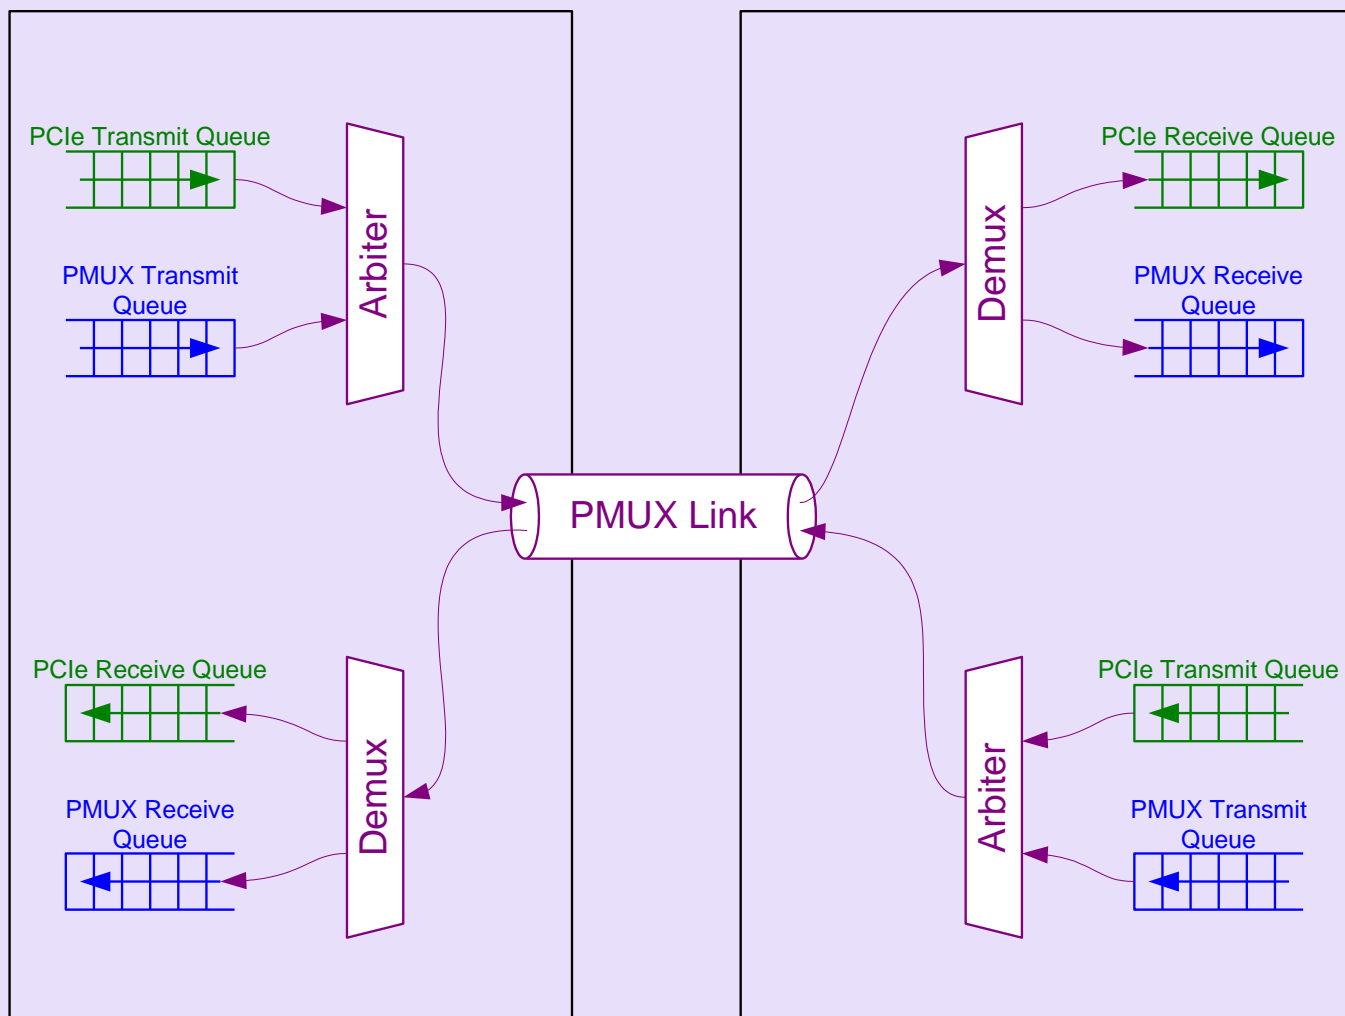 PCIe Transmit Queue
PMUX Transmit
Queue
Arbiter
PCIe Receive Queue
PMUX Receive
Queue
Demux
PMUX Link
PCIe Receive Queue
PMUX Receive
Queue
Demux
PCIe Transmit Queue
PMUX Transmit
Queue
Arbiter